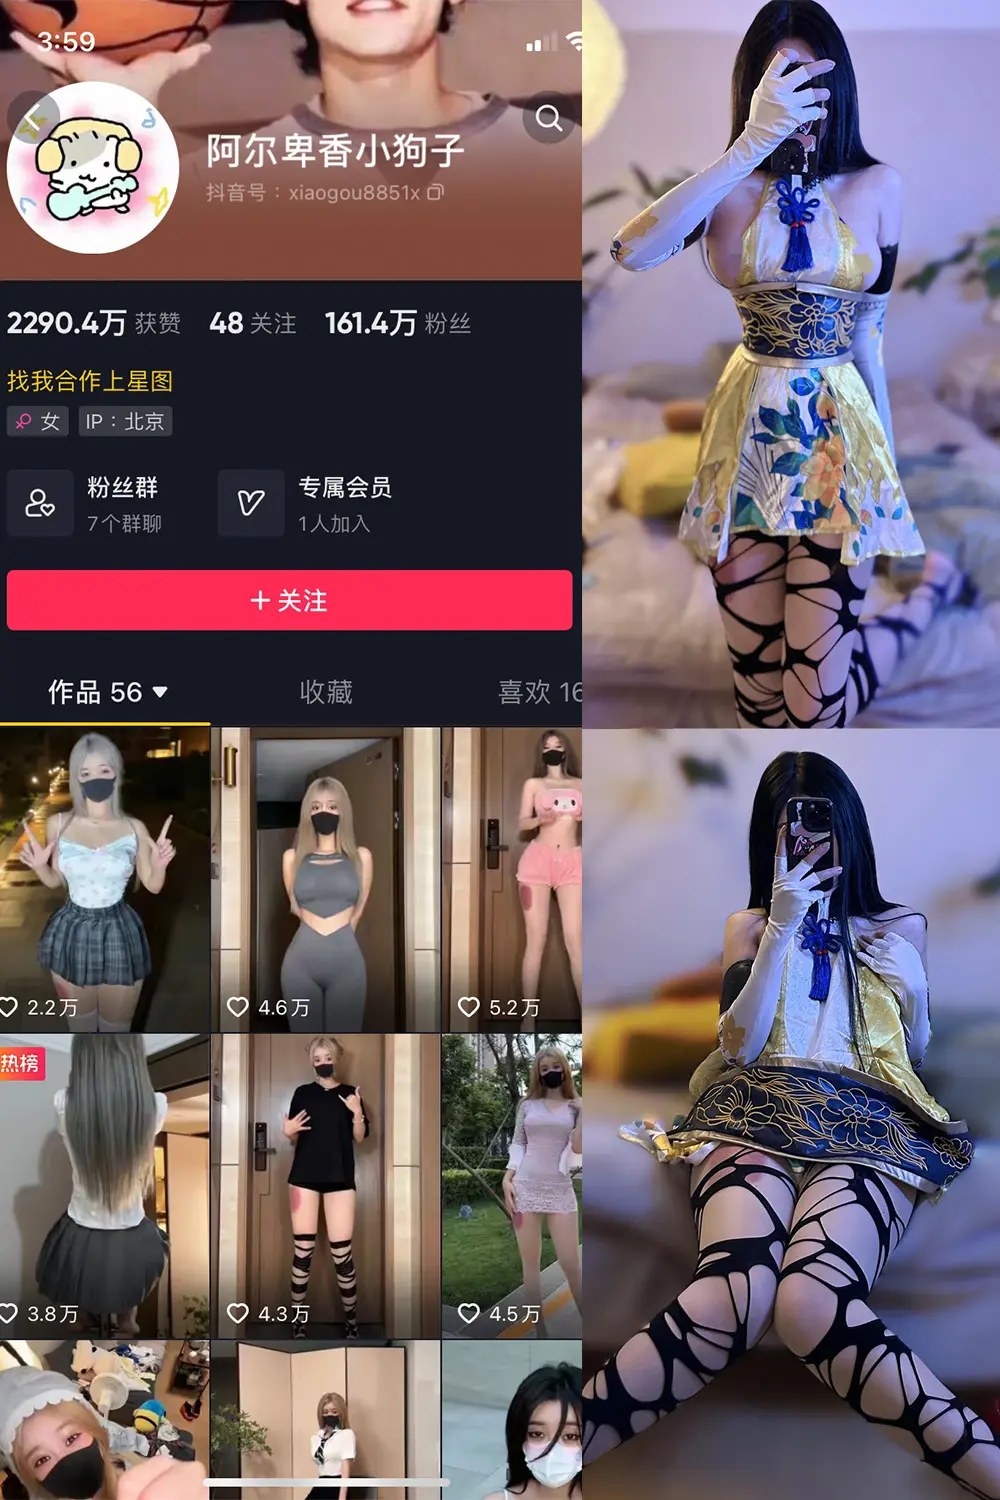 3:59
阿尔卑香小狗子
抖音号：xiaogou8851x
2290.4万 获赞 48 关注 161.4万 粉丝
找我合作上星图
女 IP：北京
粉丝群
7个群聊
专属会员
1人加入
+ 关注
作品 56 收藏 喜欢 16
2.2万 4.6万 5.2万
热榜
3.8万 4.3万 4.5万